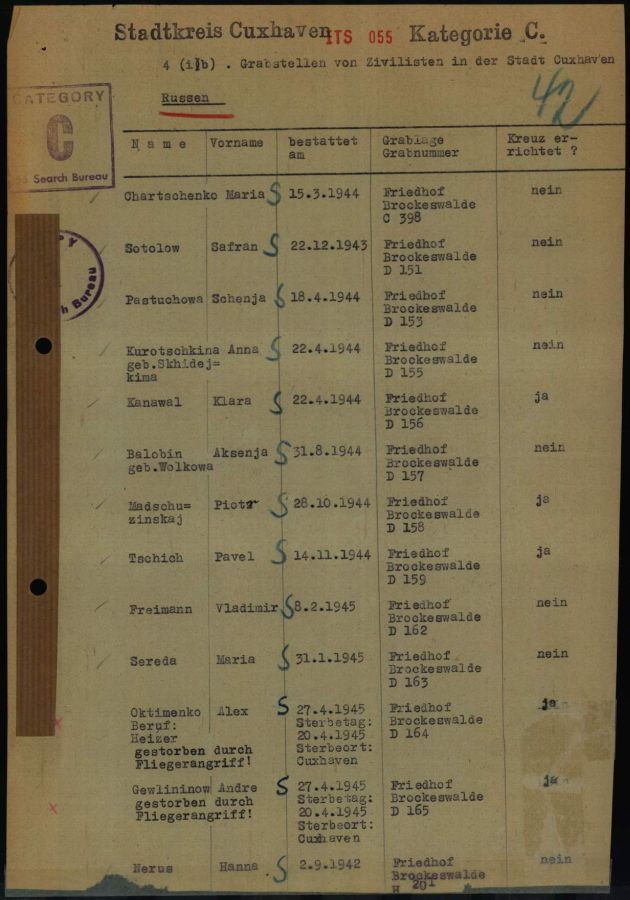 Stadtkreis Cuxhaven ITS 055 Kategorie C.
4 (i/b) . Grabstellen von Zivilisten in der Stadt Cuxhaven
42
Russen
CATEGORY
C
Search Bureau
Name Vorname bestattet am Grablage Grabnummer Kreuz er-
richtet ?
Chartschenko Maria S 15.3.1944 Friedhof nein
Brockeswalde
C 398
Sotolow Safran S 22.12.1943 Friedhof nein
Brockeswalde
D 151
Bureau
Pastuchowa Schenja S 18.4.1944 Friedhof nein
Brockeswalde
D 153
Kurotschkina Anna S 22.4.1944 Friedhof nein
geb.Skhidej= Brockeswalde
kima D 155
Kanawal Klara S 22.4.1944 Friedhof ja
Brockeswalde
D 156
Balobin Aksenja S 31.8.1944 Friedhof nein
geb.Wolkowa Brockeswalde
D 157
Madschu= Piotr S 28.10.1944 Friedhof ja
zinskaj Brockeswalde
D 158
Tschich Pavel S 14.11.1944 Friedhof ja
Brockeswalde
D 159
Freimann Vladimir S 8.2.1945 Friedhof nein
Brockeswalde
D 162
Sereda Maria S 31.1.1945 Friedhof nein
Brockeswalde
D 163
Oktimenko Alex S 27.4.1945 Friedhof ja
Beruf: Sterbetag: Brockeswalde
Heizer 20.4.1945 D 164
gestorben durch Sterbeort:
Fliegerangriff! Cuxhaven
Gewlininow Andre S 27.4.1945 Friedhof ja
gestorben durch Sterbetag: Brockeswalde
Fliegerangriff! 20.4.1945 D 165
Sterbeort:
Cuxhaven
Nerus Hanna S 2.9.1942 Friedhof nein
Brockeswalde
H 201